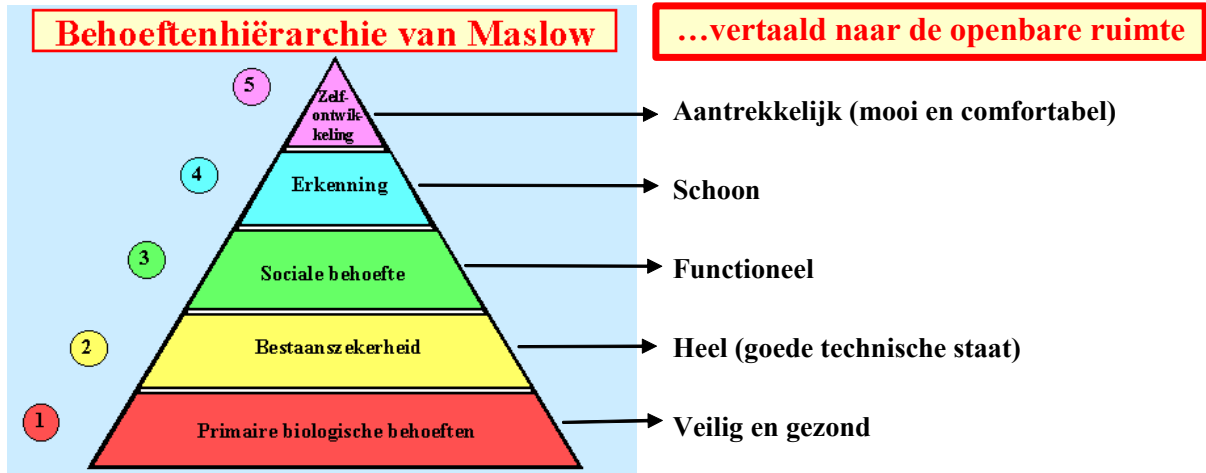 Behoeftenhiërarchie van Maslow
...vertaald naar de openbare ruimte
5
Zelf-
ontwik-
keling
Aantrekkelijk (mooi en comfortabel)
4
Erkenning
Schoon
3
Sociale behoefte
Functioneel
2
Bestaanszekerheid
Heel (goede technische staat)
1
Primaire biologische behoeften
Veilig en gezond